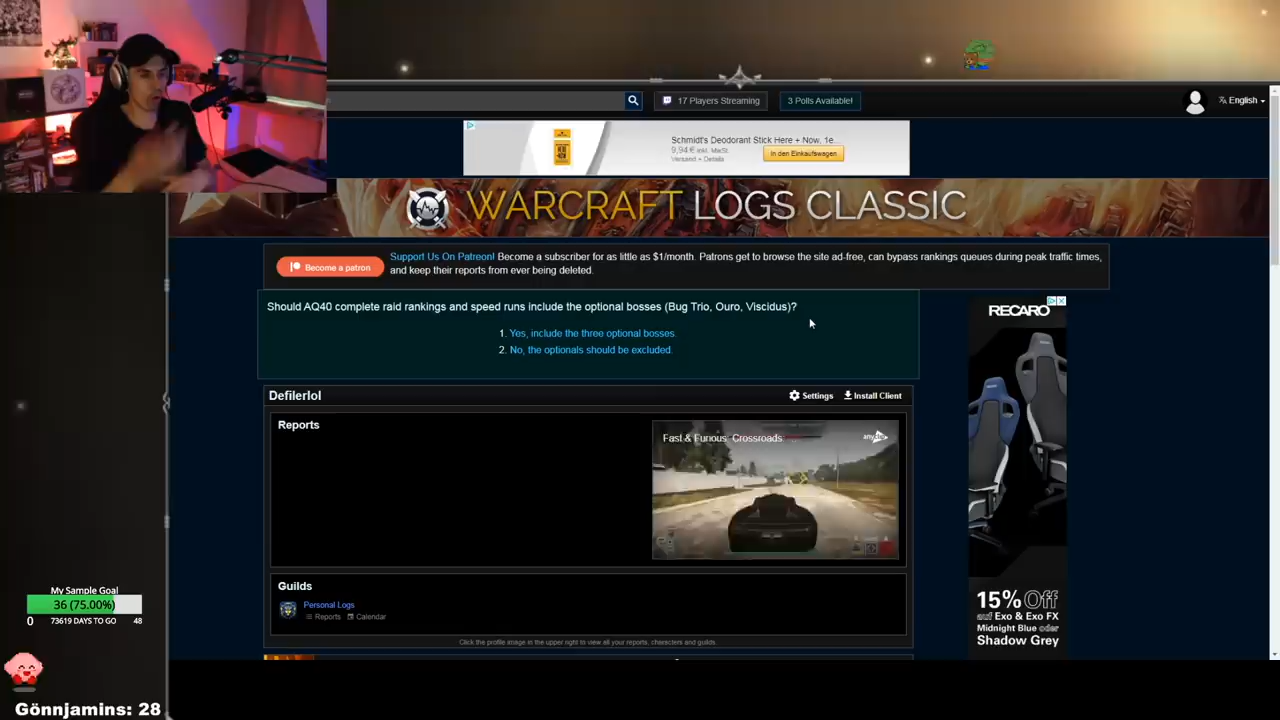 17 Players Streaming
3 Polls Available!
English
Schmidt's Deodorant Stick Here + Now, 1e...
9,94 € inkl. MwSt.
Versand + Details
In den Einkaufswagen
WARCRAFT LOGS CLASSIC
Become a patron
Support Us On Patreon! Become a subscriber for as little as $1/month. Patrons get to browse the site ad-free, can bypass rankings queues during peak traffic times,
and keep their reports from ever being deleted.
Should AQ40 complete raid rankings and speed runs include the optional bosses (Bug Trio, Ouro, Viscidus)?
1. Yes, include the three optional bosses.
2. No, the optionals should be excluded.
RECARO
Defilerlol
Settings
Install Client
Reports
Fast & Furious: Crossroads
Guilds
Personal Logs
Reports
Calendar
Click the profile image in the upper right to view all your reports, characters and guilds.
15% Off
auf Exo & Exo FX
Midnight Blue oder
Shadow Grey
My Sample Goal
36 (75.00%)
0
73619 DAYS TO GO
48
Gönnjamins: 28